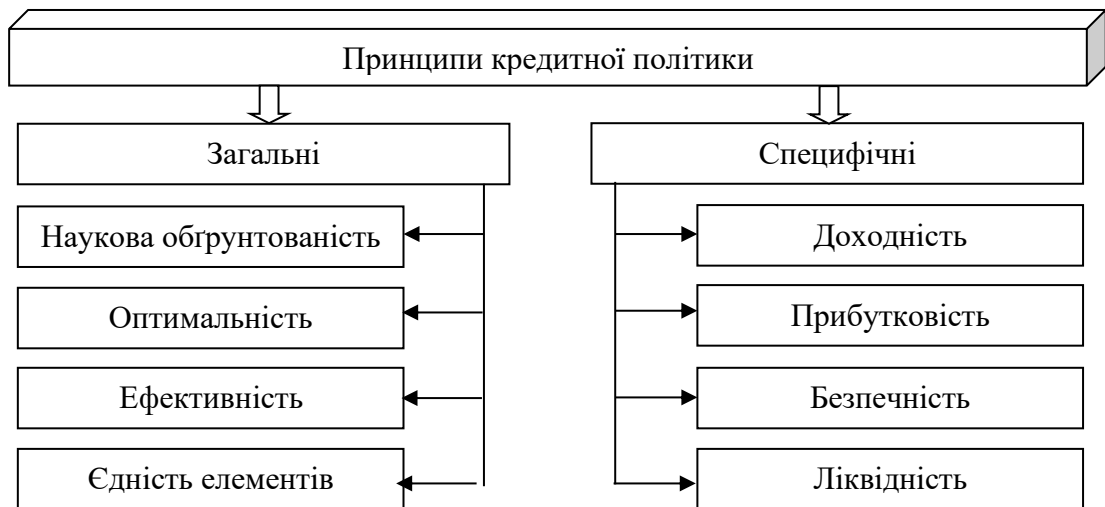 Принципи кредитної політики
Загальні
Специфічні
Наукова обґрунтованість
Доходність
Оптимальність
Прибутковість
Ефективність
Безпечність
Єдність елементів
Ліквідність